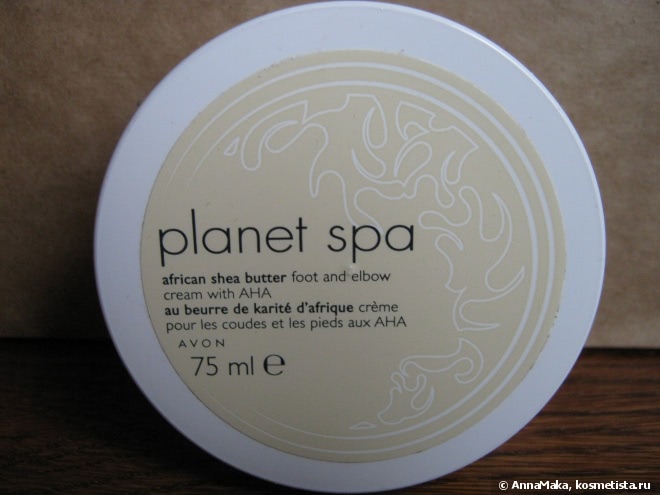 planet spa
african shea butter foot and elbow
cream with AHA
au beurre de karité d'afrique crème
pour les coudes et les pieds aux AHA
AVON
75 ml ℮
© AnnaMaka, kosmetista.ru